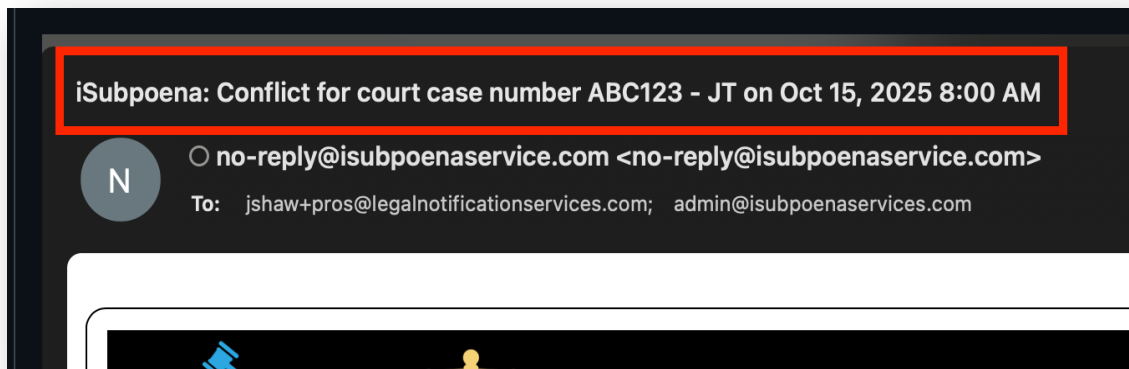 iSubpoena: Conflict for court case number ABC123 - JT on Oct 15, 2025 8:00 AM
N
no-reply@isubpoenaservice.com <no-reply@isubpoenaservice.com>
To: jshaw+pros@legalnotificationservices.com; admin@isubpoenaservices.com